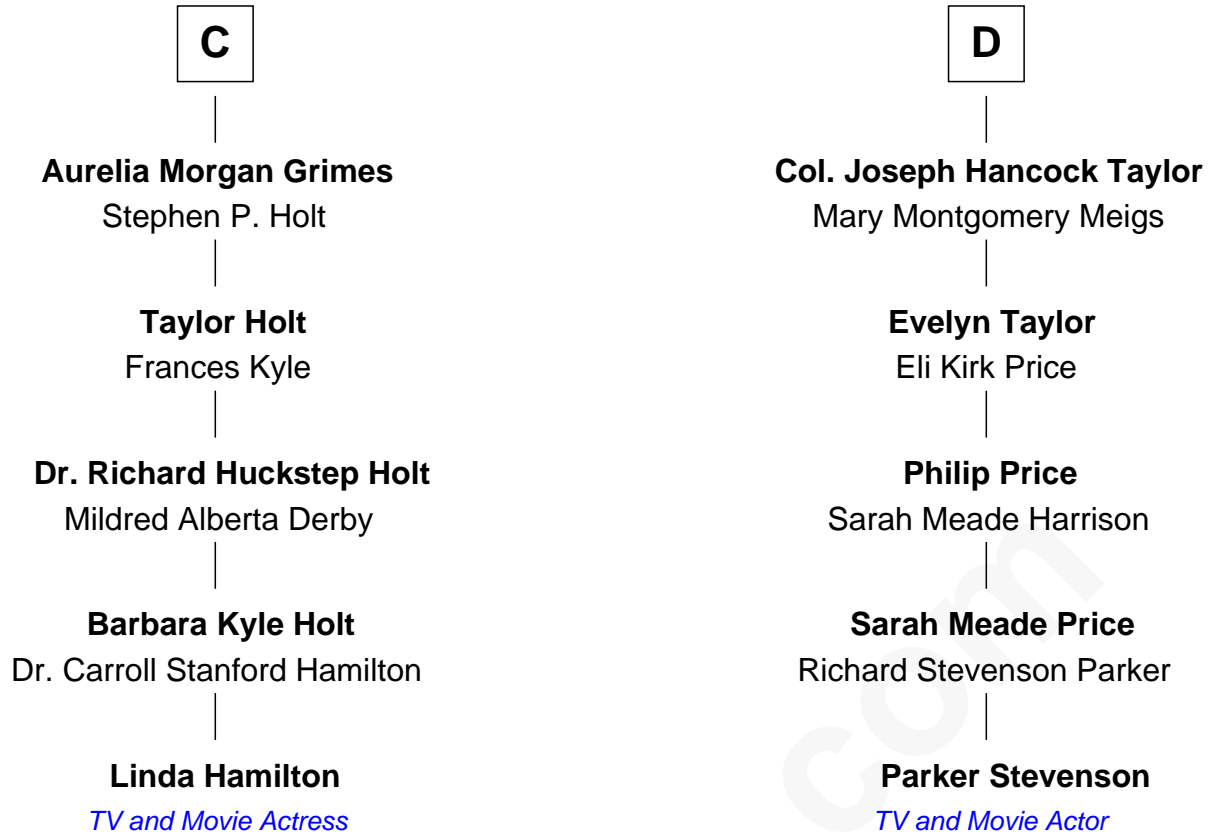 C
Aurelia Morgan Grimes
Stephen P. Holt
Taylor Holt
Frances Kyle
Dr. Richard Huckstep Holt
Mildred Alberta Derby
Barbara Kyle Holt
Dr. Carroll Stanford Hamilton
Linda Hamilton
TV and Movie Actress
D
Col. Joseph Hancock Taylor
Mary Montgomery Meigs
Evelyn Taylor
Eli Kirk Price
Philip Price
Sarah Meade Harrison
Sarah Meade Price
Richard Stevenson Parker
Parker Stevenson
TV and Movie Actor
com